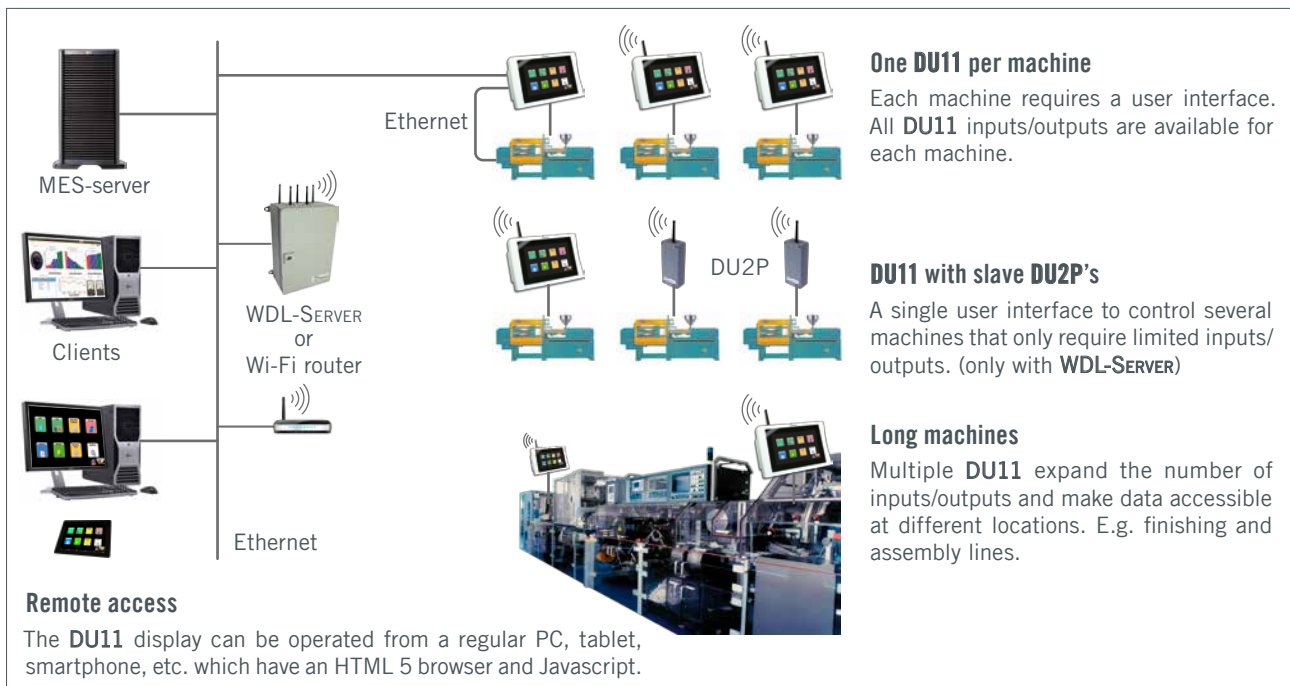 MES-server
Clients
Ethernet
WDL-SERVER
or
Wi-Fi router
Ethernet
DU2P
One DU11 per machine
Each machine requires a user interface.
All DU11 inputs/outputs are available for
each machine.
DU11 with slave DU2P's
A single user interface to control several
machines that only require limited inputs/
outputs. (only with WDL-SERVER)
Long machines
Multiple DU11 expand the number of
inputs/outputs and make data accessible
at different locations. E.g. finishing and
assembly lines.
Remote access
The DU11 display can be operated from a regular PC, tablet,
smartphone, etc. which have an HTML 5 browser and Javascript.